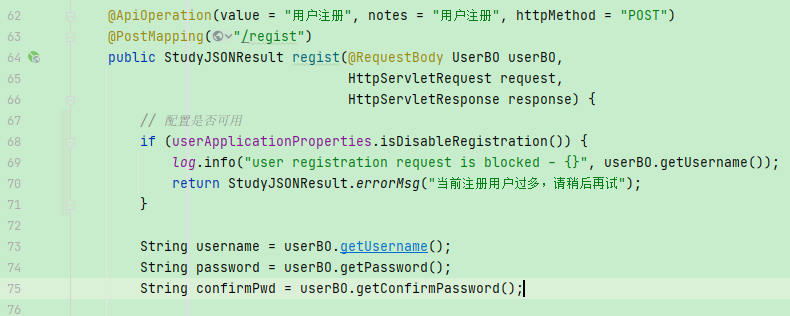 62 @ApiOperation(value = "用户注册", notes = "用户注册", httpMethod = "POST")
63 @PostMapping("/regist")
64 public StudyJSONResult regist(@RequestBody UserBO userBO,
65 HttpServletRequest request,
66 HttpServletResponse response) {
67 // 配置是否可用
68 if (userApplicationProperties.isDisableRegistration()) {
69 log.info("user registration request is blocked - {}", userBO.getUsername());
70 return StudyJSONResult.errorMsg("当前注册用户过多，请稍后再试");
71 }
72
73 String username = userBO.getUsername();
74 String password = userBO.getPassword();
75 String confirmPwd = userBO.getConfirmPassword();
76